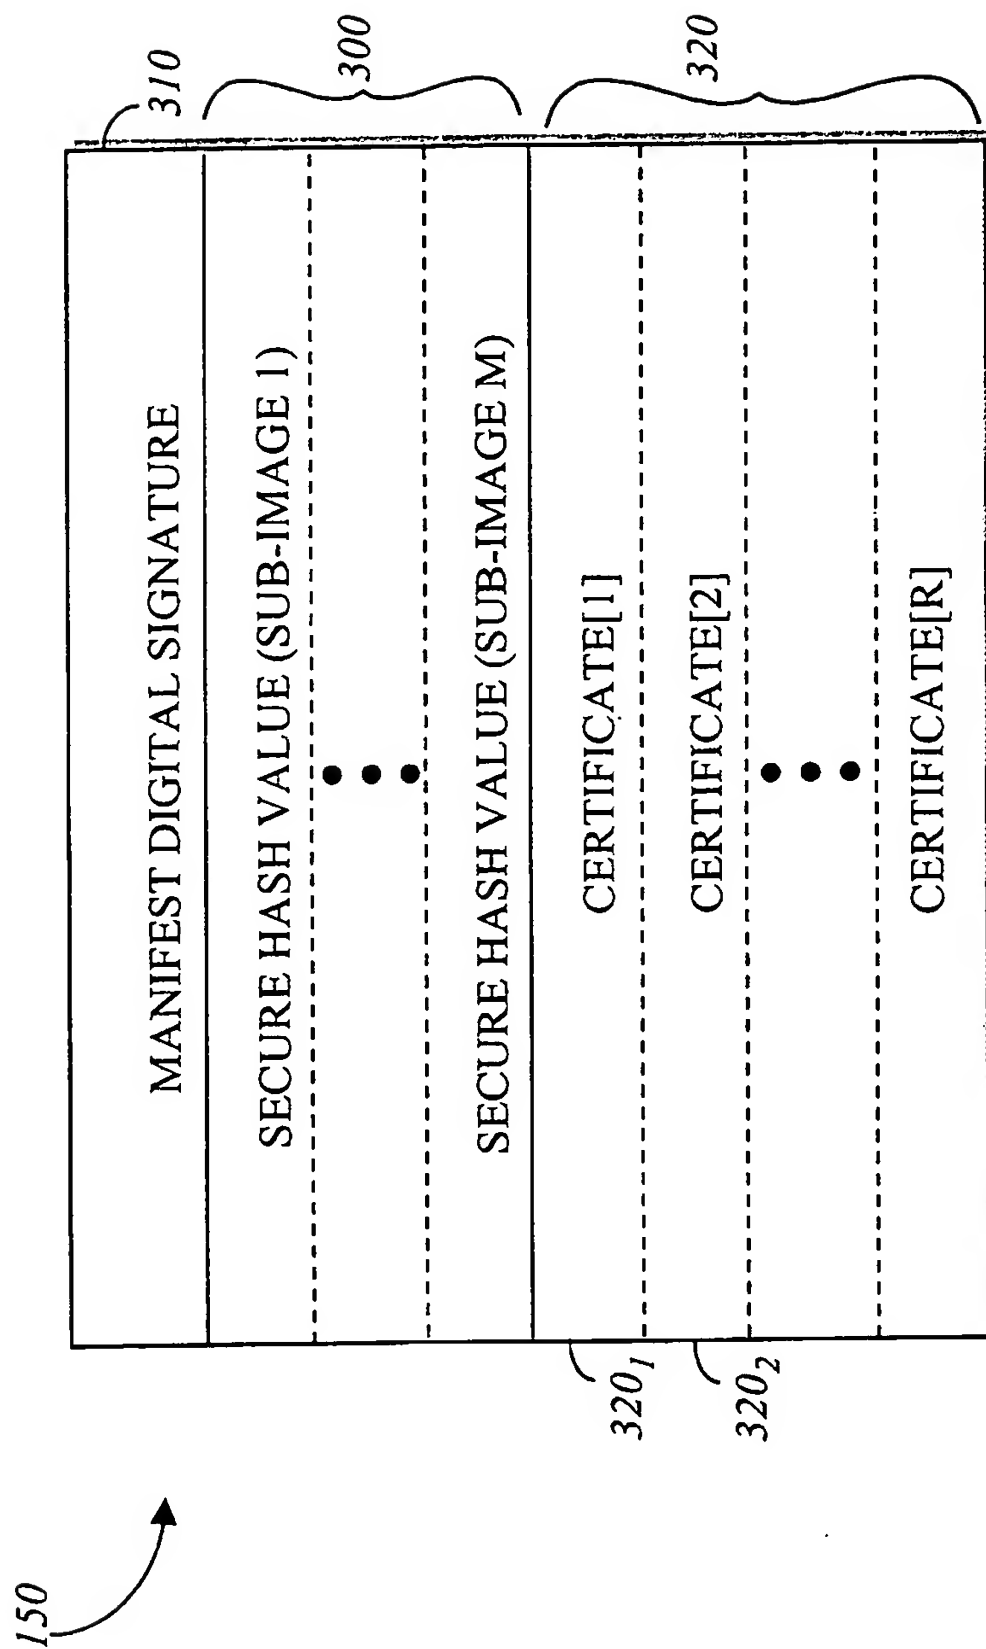 150
310
MANIFEST DIGITAL SIGNATURE
300
SECURE HASH VALUE (SUB-IMAGE 1)
SECURE HASH VALUE (SUB-IMAGE M)
320
320₁
CERTIFICATE[1]
320₂
CERTIFICATE[2]
CERTIFICATE[R]